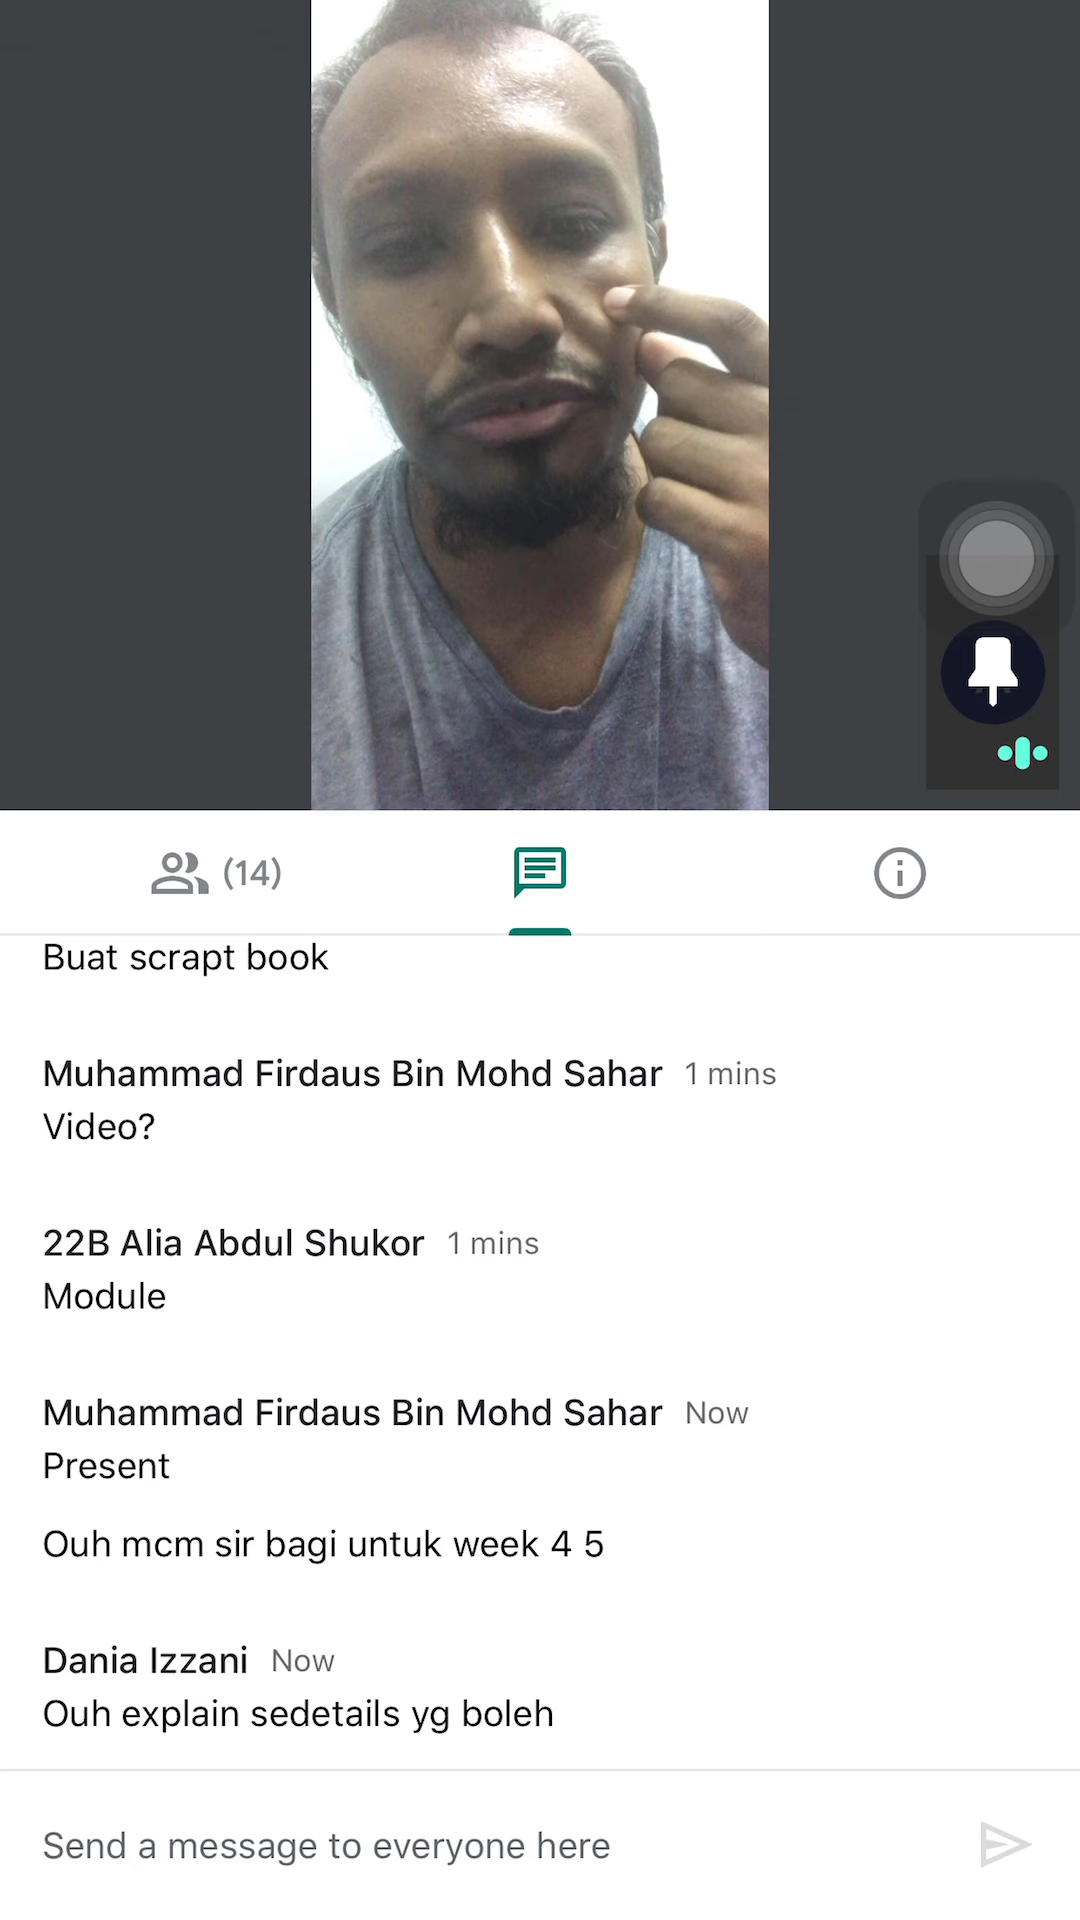 (14)
Buat scrapt book
Muhammad Firdaus Bin Mohd Sahar 1 mins
Video?
22B Alia Abdul Shukor 1 mins
Module
Muhammad Firdaus Bin Mohd Sahar Now
Present
Ouh mcm sir bagi untuk week 4 5
Dania Izzani Now
Ouh explain sedetails yg boleh
Send a message to everyone here